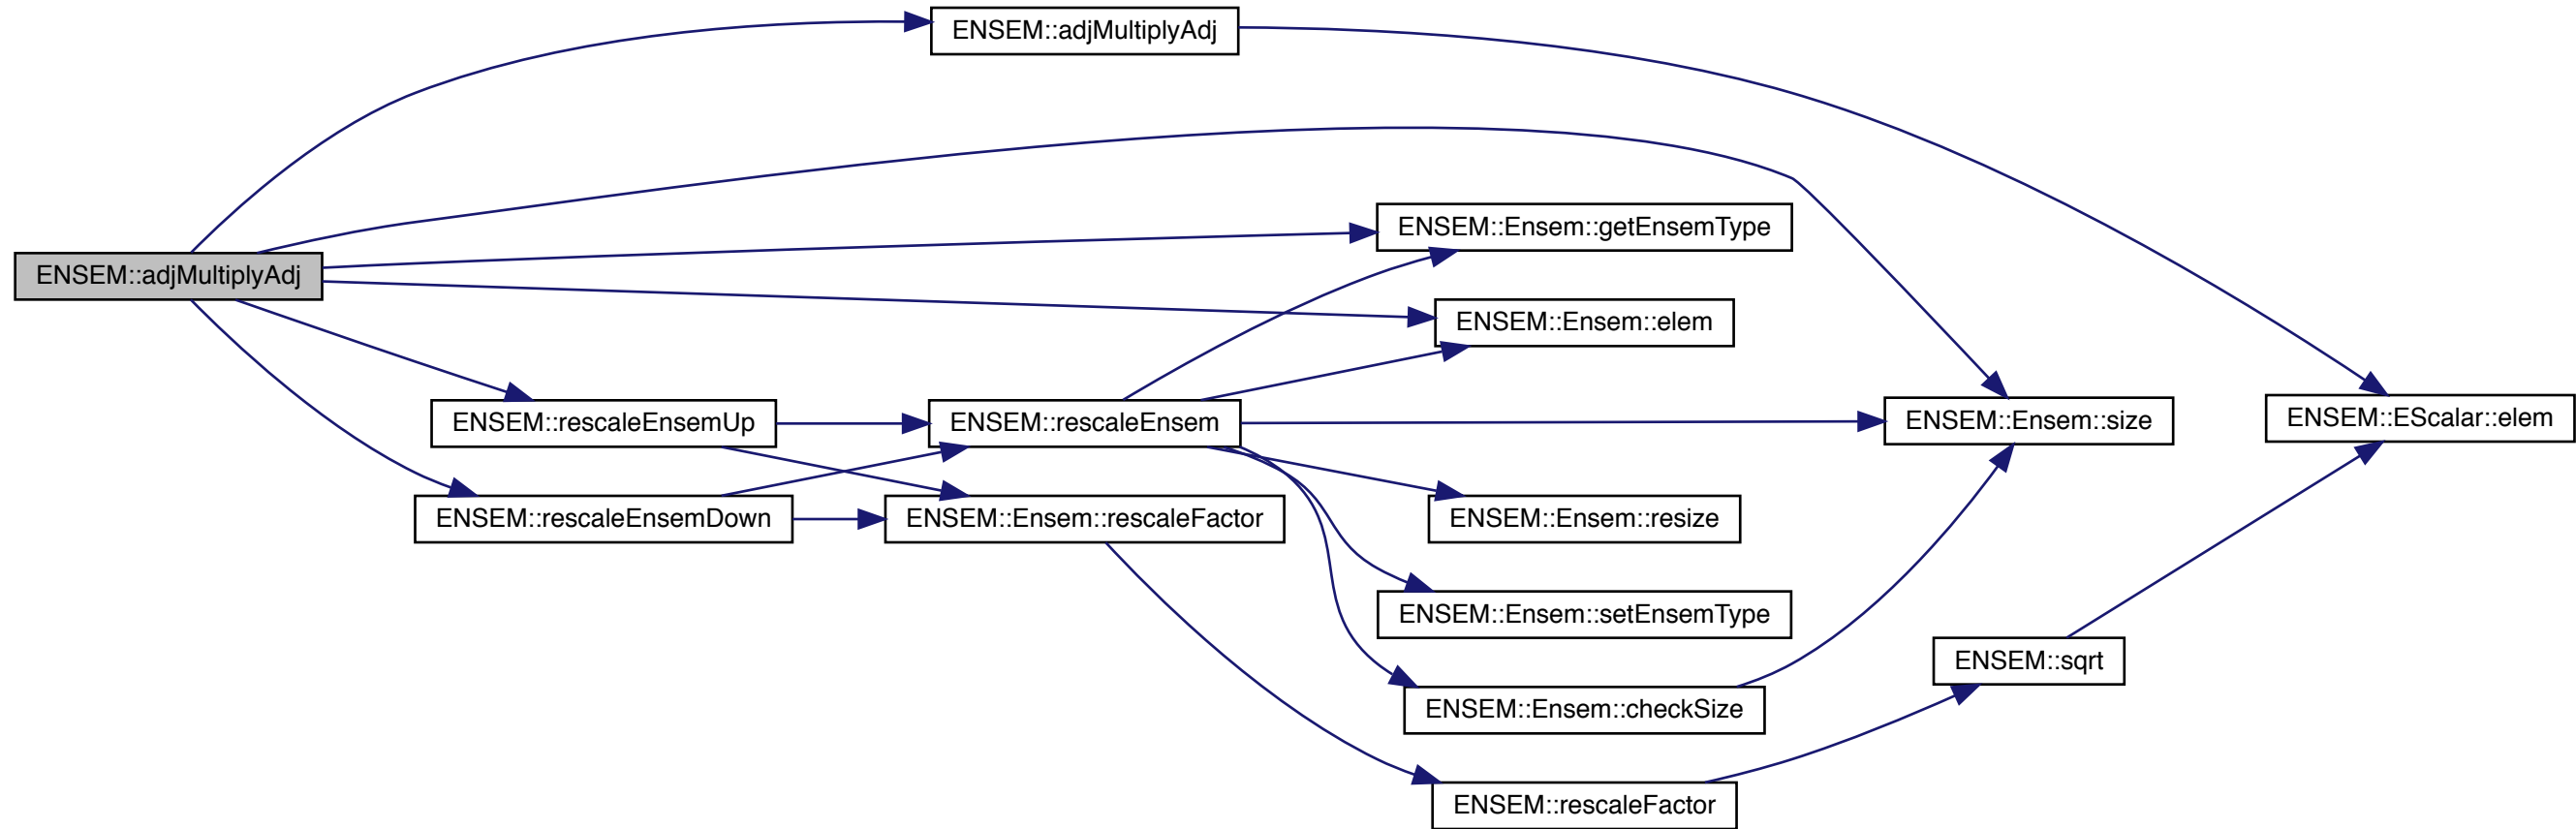 ENSEM::adjMultiplyAdj
ENSEM::adjMultiplyAdj
ENSEM::Ensem::getEnsemType
ENSEM::Ensem::elem
ENSEM::rescaleEnsemUp
ENSEM::rescaleEnsem
ENSEM::Ensem::size
ENSEM::EScalar::elem
ENSEM::rescaleEnsemDown
ENSEM::Ensem::rescaleFactor
ENSEM::Ensem::resize
ENSEM::Ensem::setEnsemType
ENSEM::sqrt
ENSEM::Ensem::checkSize
ENSEM::rescaleFactor